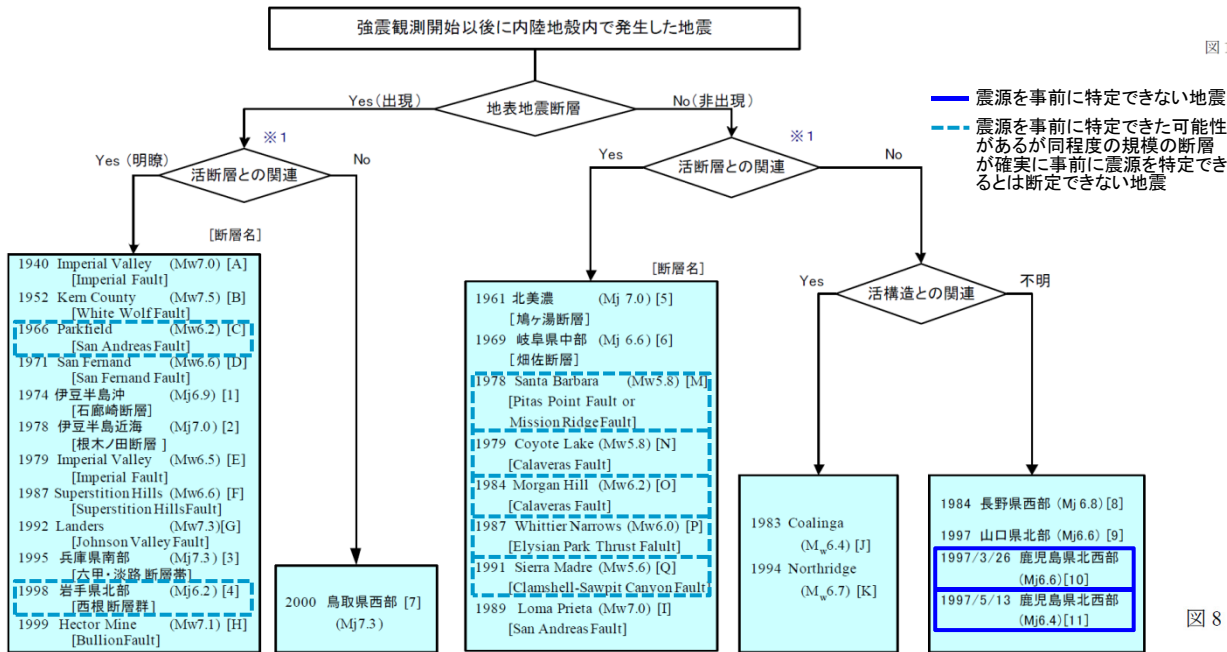 強震観測開始以後に内陸地殻内で発生した地震
図
地表地震断層
Yes(出現)
No(非出現)
震源を事前に特定できない地震
震源を事前に特定できた可能性
があるが同程度の規模の断層
が確実に事前に震源を特定でき
るとは断定できない地震
※1
※1
Yes (明瞭)
活断層との関連
No
Yes
活断層との関連
No
[断層名]
1940 Imperial Valley (Mw7.0) [A]
[Imperial Fault]
1952 Kern County (Mw7.5) [B]
[White Wolf Fault]
1966 Parkfield (Mw6.2) [C]
[San Andreas Fault]
1971 San Fernand (Mw6.6) [D]
[San Fernand Fault]
1974 伊豆半島沖 (Mj6.9) [1]
[石廊崎断層]
1978 伊豆半島近海 (Mj7.0) [2]
[根木ノ田断層 ]
1979 Imperial Valley (Mw6.5) [E]
[Imperial Fault]
1987 Superstition Hills (Mw6.6) [F]
[Superstition Hills Fault]
1992 Landers (Mw7.3)[G]
[Johnson Valley Fault]
1995 兵庫県南部 (Mj7.3) [3]
[六甲・淡路 断層帯]
1998 岩手県北部 (Mj6.2) [4]
[西根 断層群]
1999 Hector Mine (Mw7.1) [H]
[Bullion Fault]
2000 鳥取県西部 [7]
(Mj7.3)
[断層名]
1961 北美濃 (Mj 7.0) [5]
[鳩ヶ湯断層]
1969 岐阜県中部 (Mj 6.6) [6]
[畑佐断層]
1978 Santa Barbara (Mw5.8) [M]
[Pitas Point Fault or
Mission Ridge Fault]
1979 Coyote Lake (Mw5.8) [N]
[Calaveras Fault]
1984 Morgan Hill (Mw6.2) [O]
[Calaveras Fault]
1987 Whittier Narrows (Mw6.0) [P]
[Elysian Park Thrust Falult]
1991 Sierra Madre (Mw5.6) [Q]
[Clamshell-Sawpit Canyon Fault]
1989 Loma Prieta (Mw7.0) [I]
[San Andreas Fault]
Yes
活構造との関連
不明
1983 Coalinga
(Mw6.4) [J]
1994 Northridge
(Mw6.7) [K]
1984 長野県西部 (Mj 6.8) [8]
1997 山口県北部 (Mj6.6) [9]
1997/3/26 鹿児島県北西部
(Mj6.6) [10]
1997/5/13 鹿児島県北西部
(Mj6.4) [11]
図 8